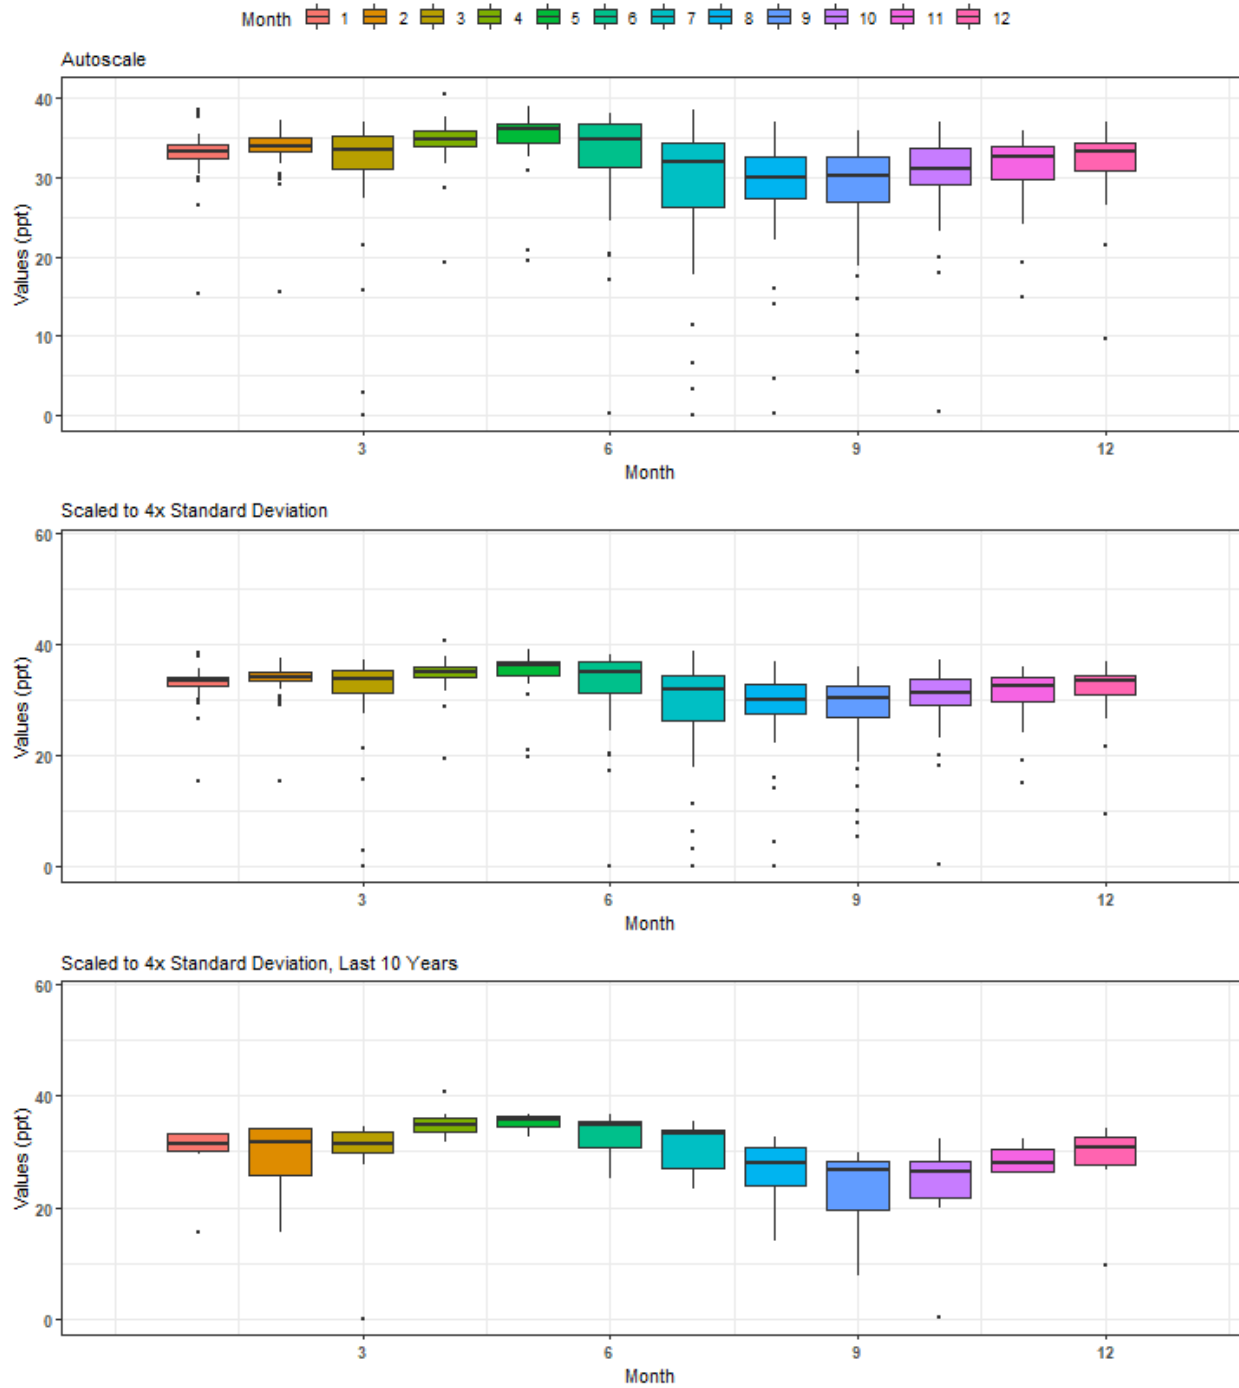 Month 1 2 3 4 5 6 7 8 9 10 11 12
Autoscale
40
30
20
10
0
Values (ppt)
3 6 9 12
Month
Scaled to 4x Standard Deviation
60
40
20
0
Values (ppt)
3 6 9 12
Month
Scaled to 4x Standard Deviation, Last 10 Years
60
40
20
0
Values (ppt)
3 6 9 12
Month